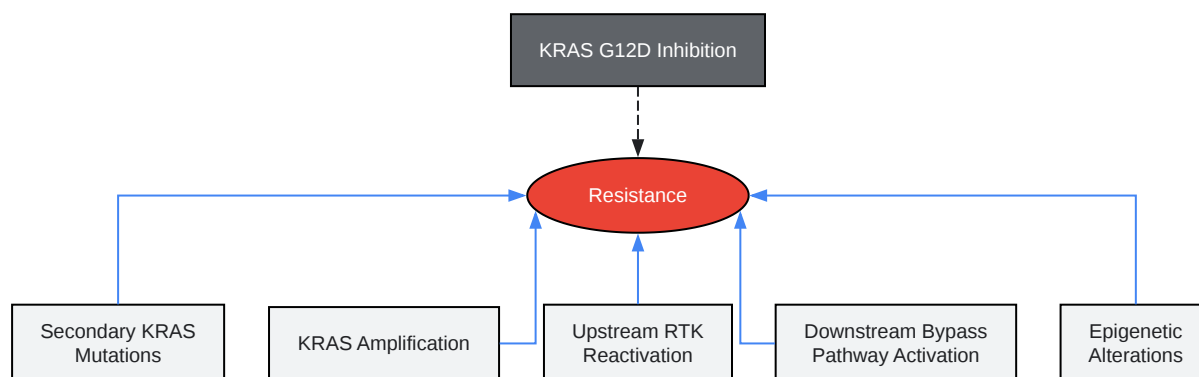 KRAS G12D Inhibition
Resistance
Secondary KRAS
Mutations
KRAS Amplification
Upstream RTK
Reactivation
Downstream Bypass
Pathway Activation
Epigenetic
Alterations